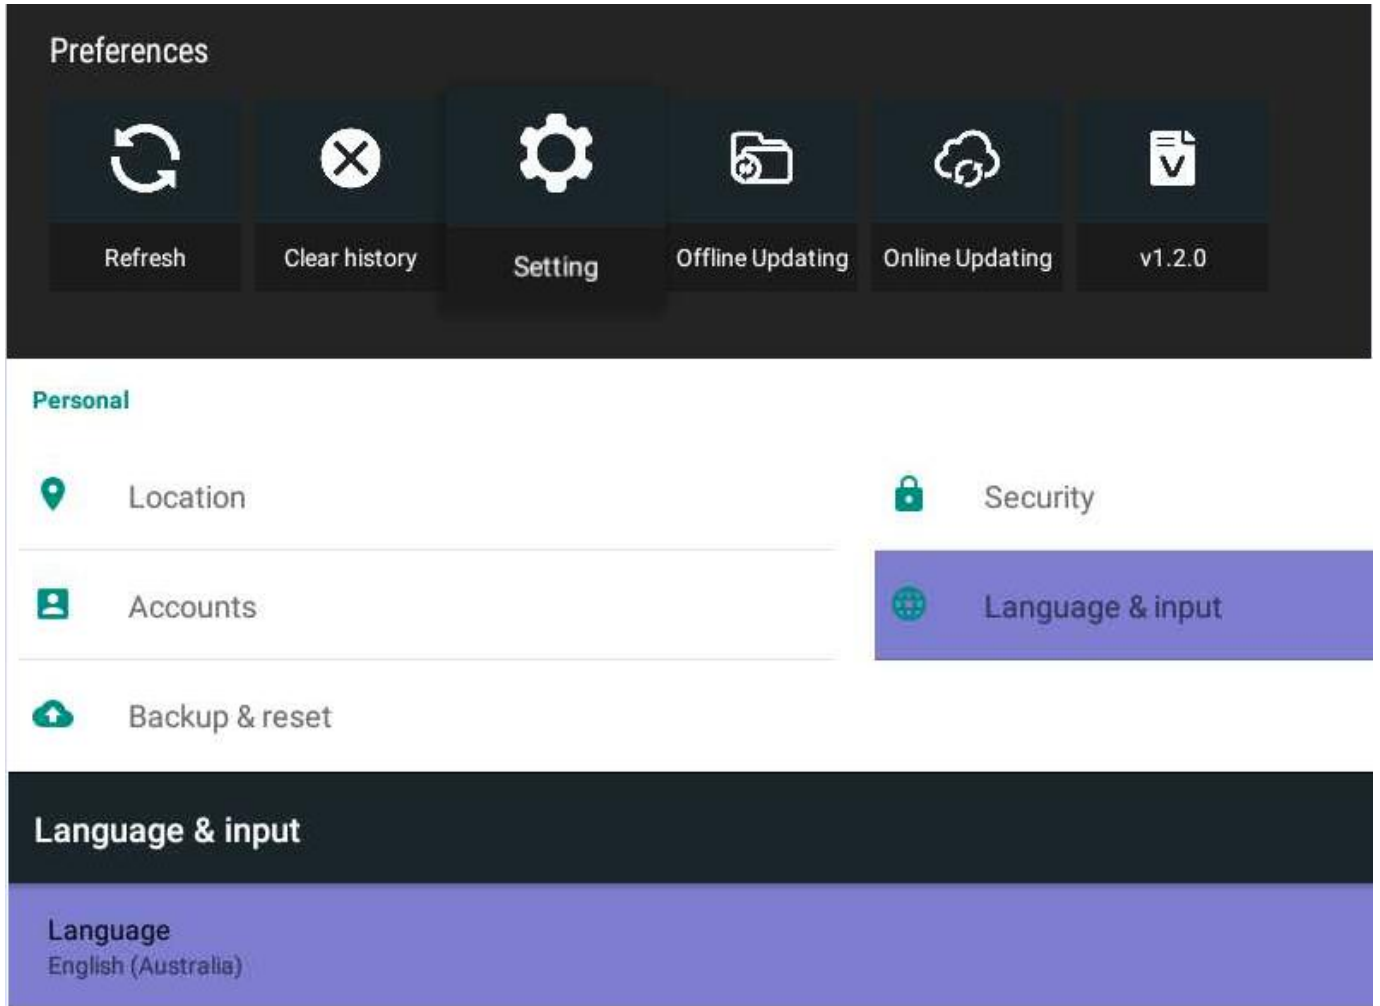 Preferences
Refresh
Clear history
Setting
Offline Updating
Online Updating
v1.2.0
Personal
Location
Security
Accounts
Language & input
Backup & reset
Language & input
Language
English (Australia)